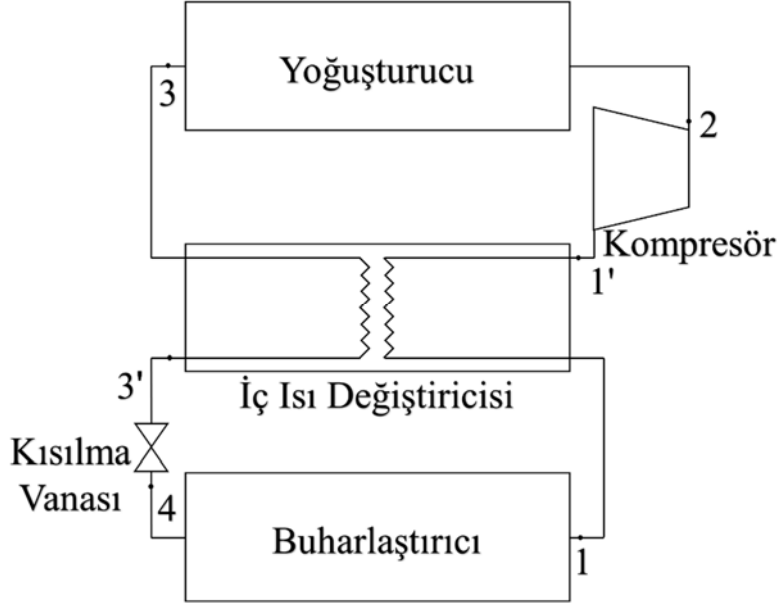 Yoğuşturucu
3
2
Kompresör
1'
3'
İç Isı Değiştiricisi
Kısılma
Vanası
4
Buharlaştırıcı
1